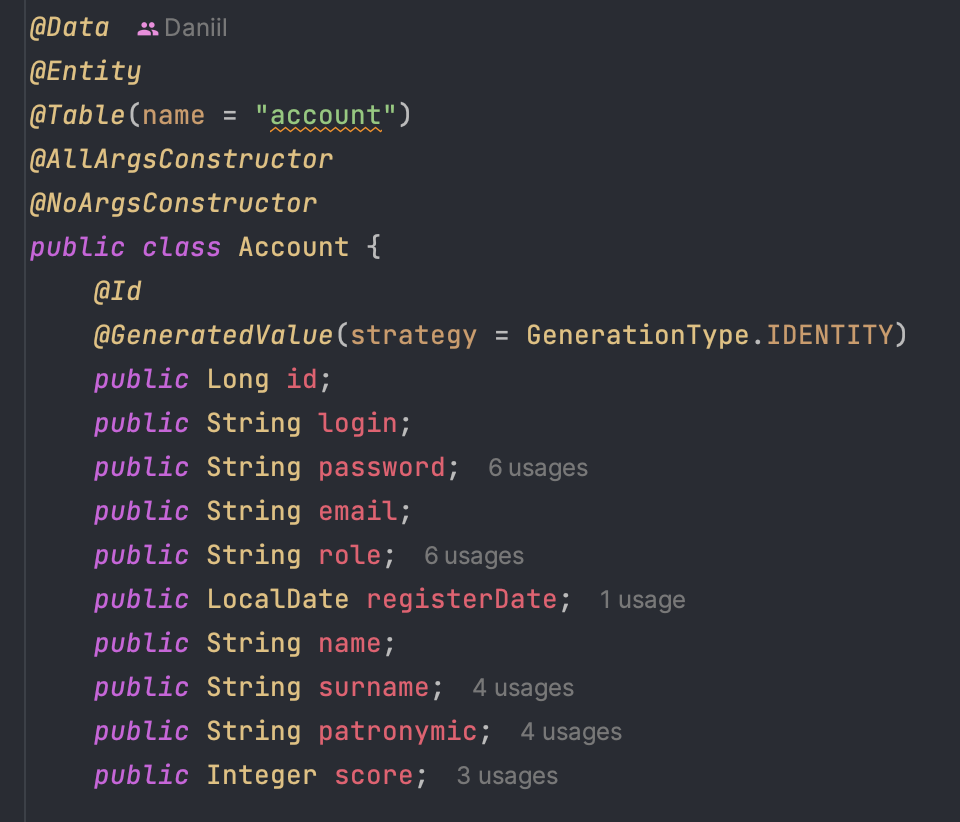 @Data Daniil
@Entity
@Table(name = "account")
@AllArgsConstructor
@NoArgsConstructor
public class Account {
@Id
@GeneratedValue(strategy = GenerationType.IDENTITY)
public Long id;
public String login;
public String password; 6 usages
public String email;
public String role; 6 usages
public LocalDate registerDate; 1 usage
public String name;
public String surname; 4 usages
public String patronymic; 4 usages
public Integer score; 3 usages